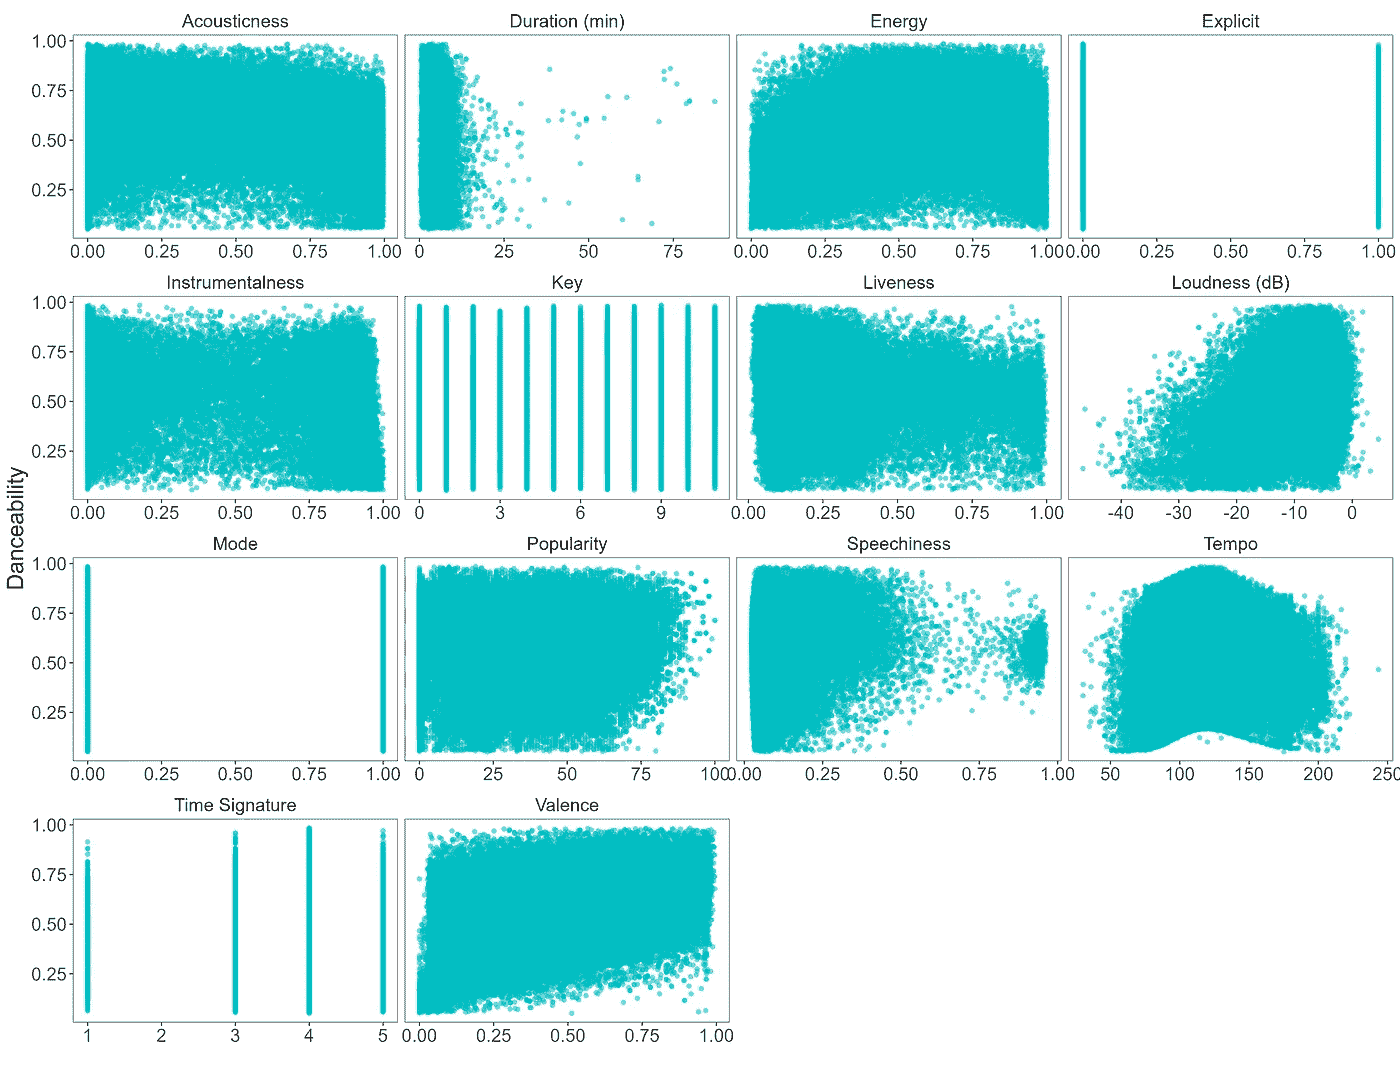 Acousticness Duration (min) Energy Explicit
1.00
0.75
0.50
0.25
0.00 0.25 0.50 0.75 1.00 0 25 50 75 0.00 0.25 0.50 0.75 1.00 0.00 0.25 0.50 0.75 1.00
Instrumentalness Key Liveness Loudness (dB)
1.00
0.75
0.50
0.25
0.00 0.25 0.50 0.75 1.00 0 3 6 9 0.00 0.25 0.50 0.75 1.00 -40 -30 -20 -10 0
Danceability
Mode Popularity Speechiness Tempo
1.00
0.75
0.50
0.25
0.00 0.25 0.50 0.75 1.00 0 25 50 75 100 0.00 0.25 0.50 0.75 1.00 50 100 150 200 250
Time Signature Valence
1.00
0.75
0.50
0.25
1 2 3 4 5 0.00 0.25 0.50 0.75 1.00